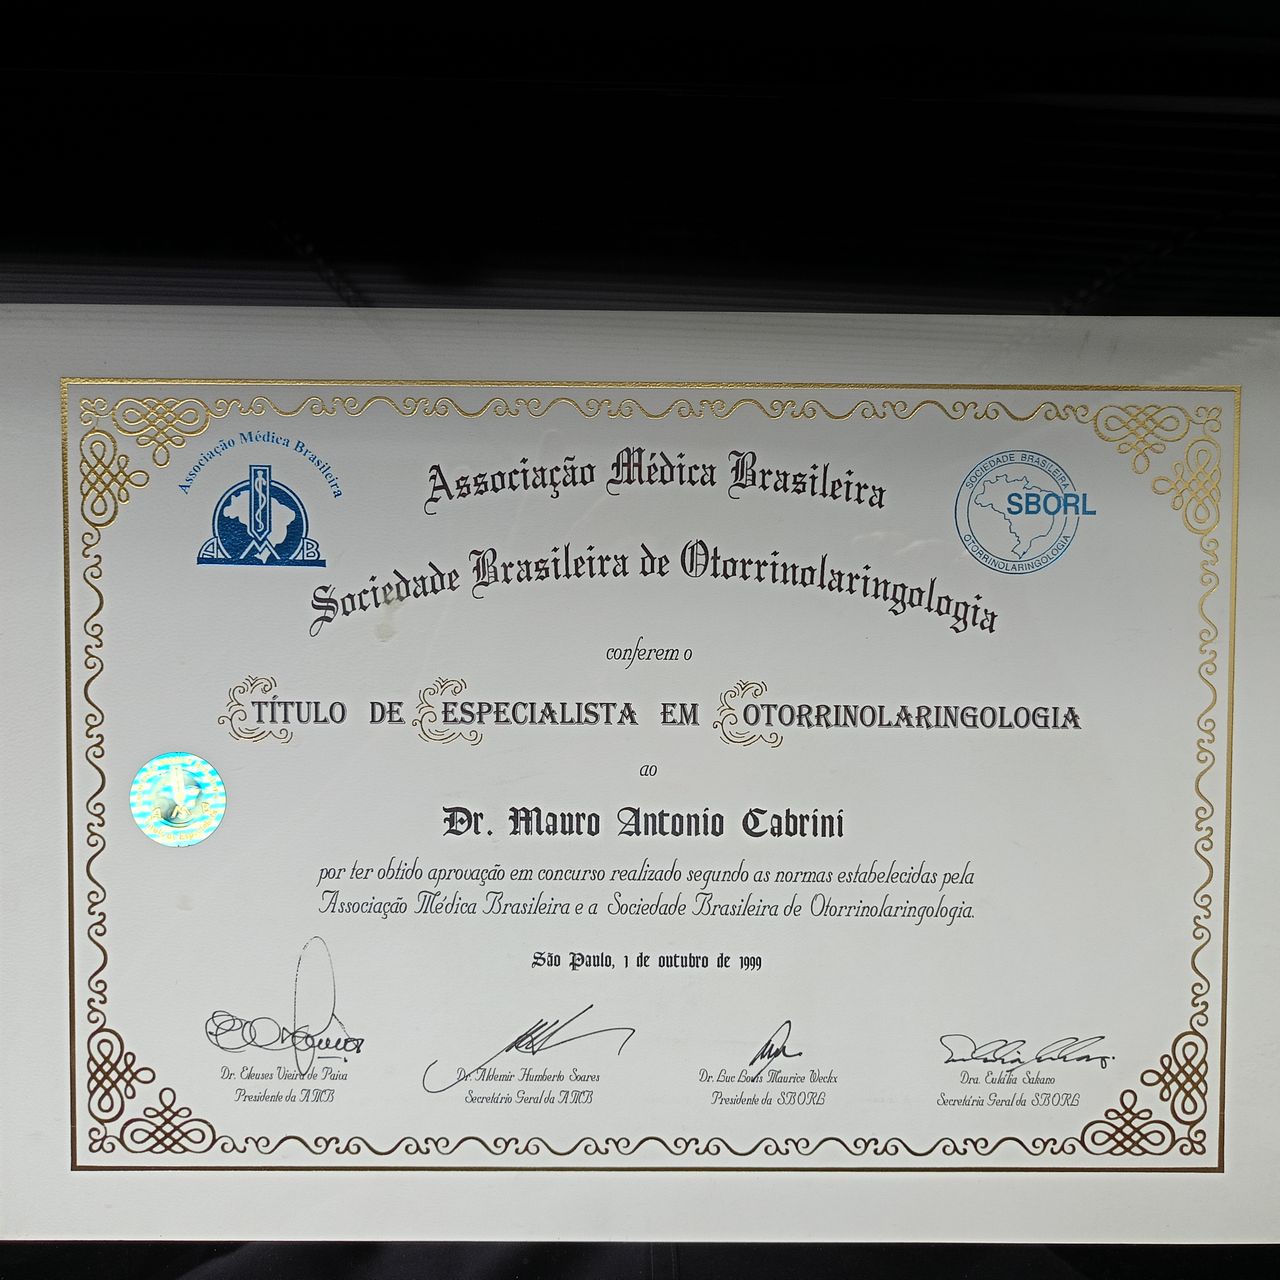 Associação Médica Brasileira
AMB
Associação Médica Brasileira
SOCIEDADE BRASILEIRA
SBORL
OTORRINOLARINGOLOGIA
Sociedade Brasileira de Otorrinolaringologia
conferem o
TÍTULO DE ESPECIALISTA EM OTORRINOLARINGOLOGIA
ao
AMB
Dr. Mauro Antonio Cabrini
por ter obtido aprovação em concurso realizado segundo as normas estabelecidas pela
Associação Médica Brasileira e a Sociedade Brasileira de Otorrinolaringologia.
São Paulo, 1 de outubro de 1999
Dr. Eleuses Vieira de Paiva
Presidente da AMB
Dr. Aldemir Humberto Soares
Secretário Geral da AMB
Dr. Luc Louis Maurice Weckx
Presidente da SBORL
Dra. Eulália Sakano
Secretária Geral da SBORL